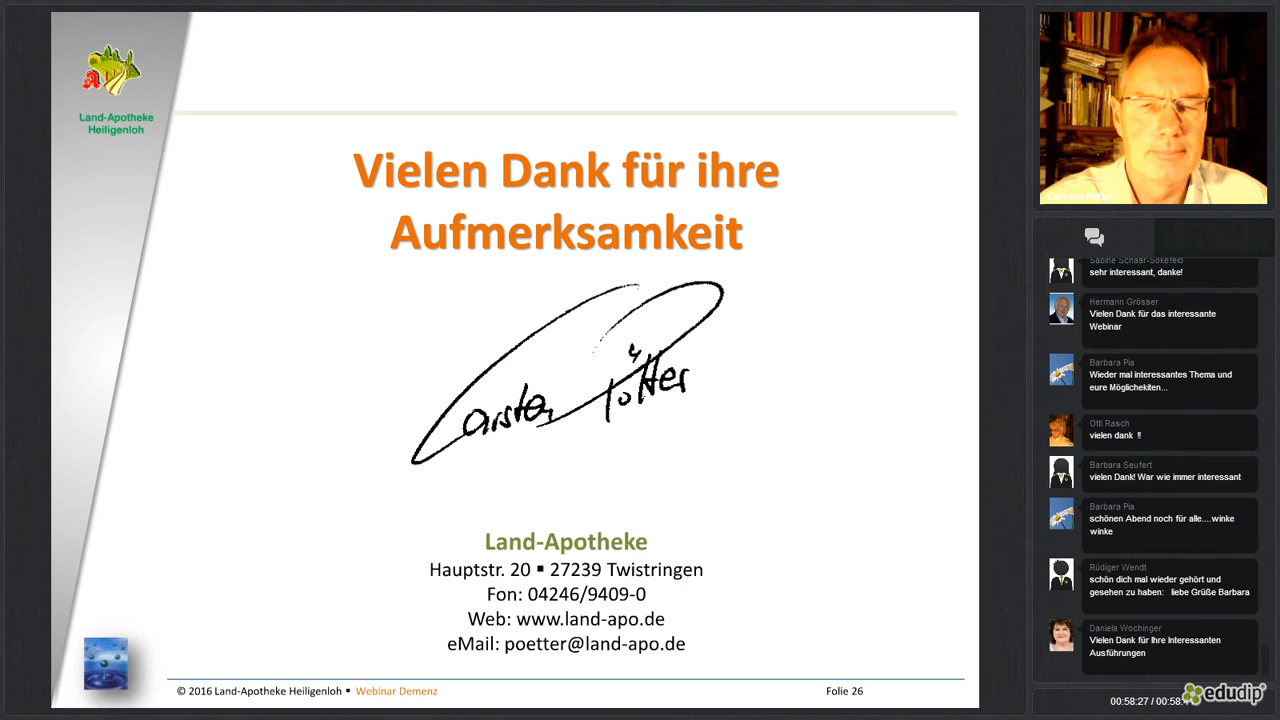 Land-Apotheke
Heiligenloh
Vielen Dank für ihre
Aufmerksamkeit
Carsten Pötter
Land-Apotheke
Hauptstr. 20 ▪ 27239 Twistringen
Fon: 04246/9409-0
Web: www.land-apo.de
eMail: poetter@land-apo.de
© 2016 Land-Apotheke Heiligenloh ▪ Webinar Demenz
Folie 26
Carsten Pötter
Sabine Schaar-Sokefeld
sehr interessant, danke!
Hermann Grösser
Vielen Dank für das interessante
Webinar
Barbara Pia
Wieder mal interessantes Thema und
eure Möglichekiten...
Otti Rasch
vielen dank !!
Barbara Seufert
vielen Dank! War wie immer interessant
Barbara Pia
schönen Abend noch für alle....winke
winke
Rüdiger Wendt
schön dich mal wieder gehört und
gesehen zu haben: liebe Grüße Barbara
Daniela Wochinger
Vielen Dank für Ihre Interessanten
Ausführungen
00:58:27 / 00:58:
edudip